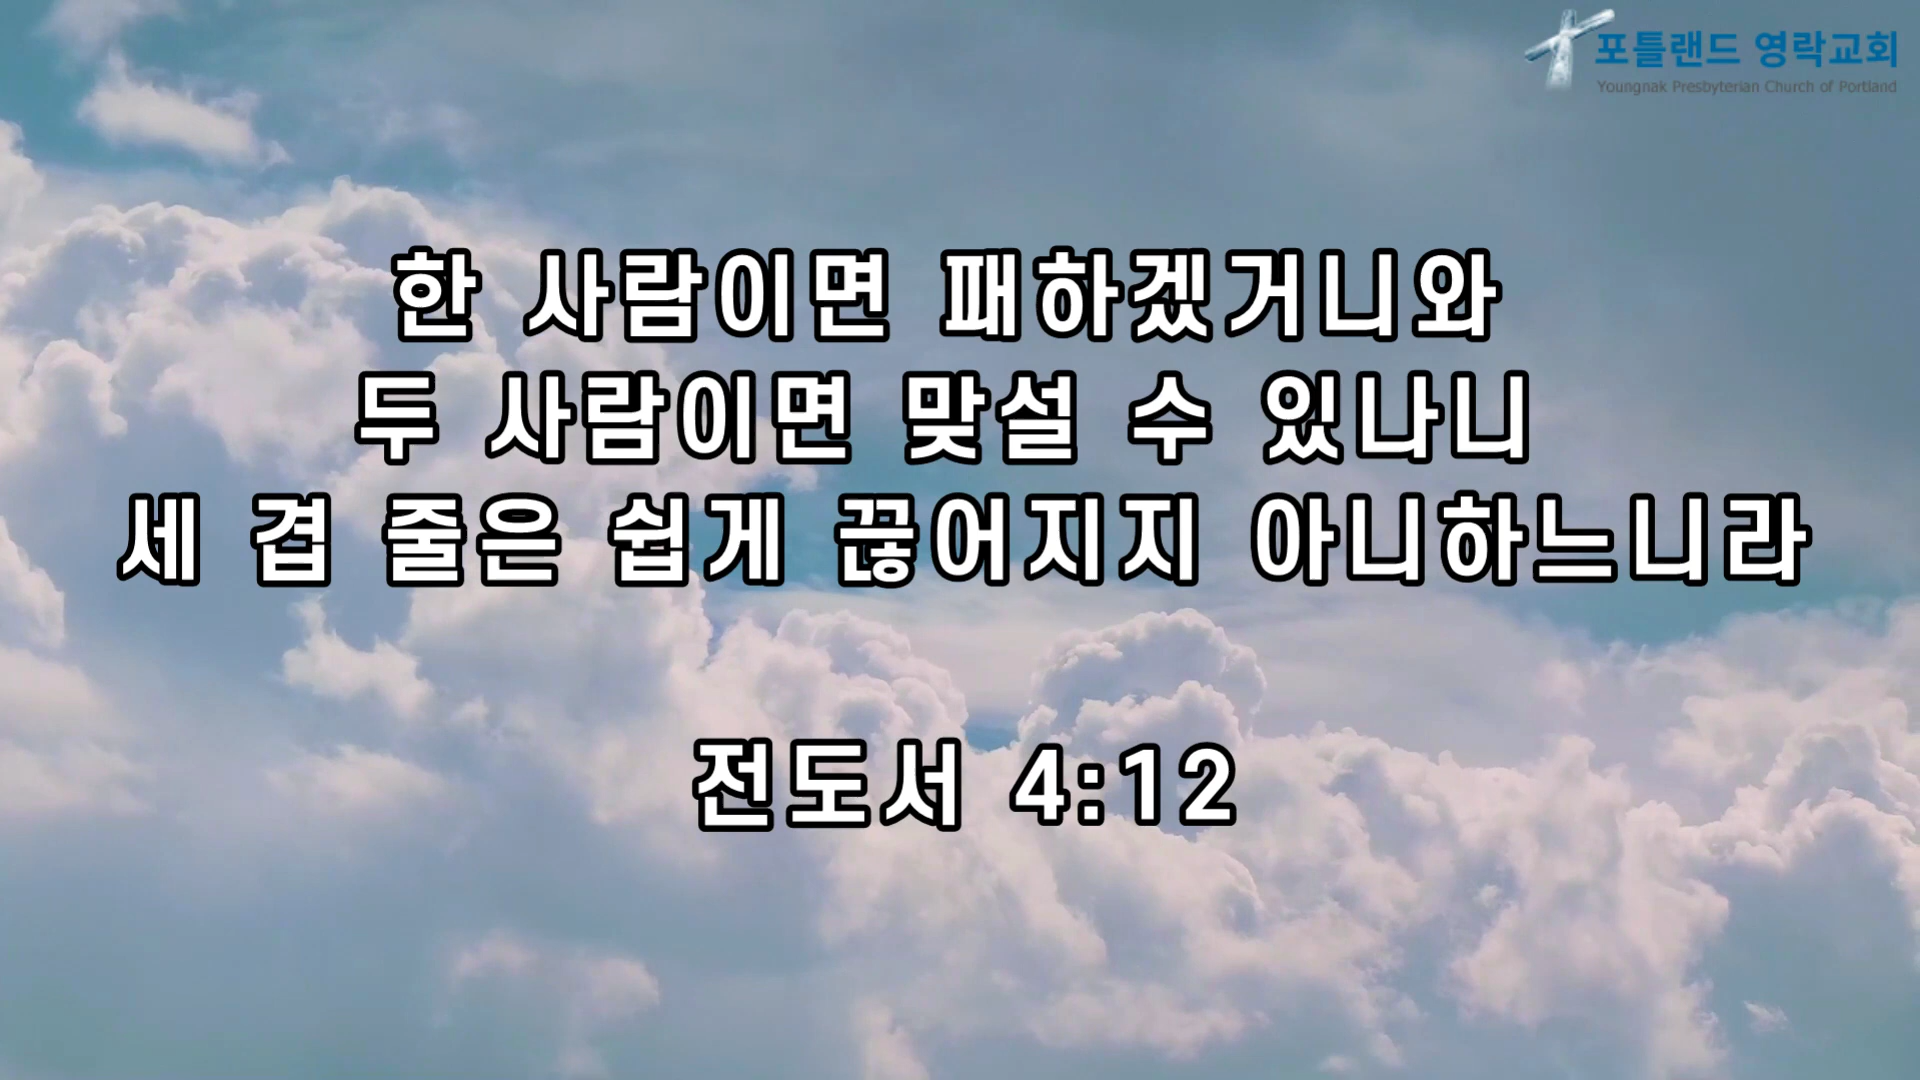 포틀랜드 영락교회
Youngnak Presbyterian Church of Portland
한 사람이면 패하겠거니와
두 사람이면 맞설 수 있나니
세 겹 줄은 쉽게 끊어지지 아니하느니라
전도서 4:12